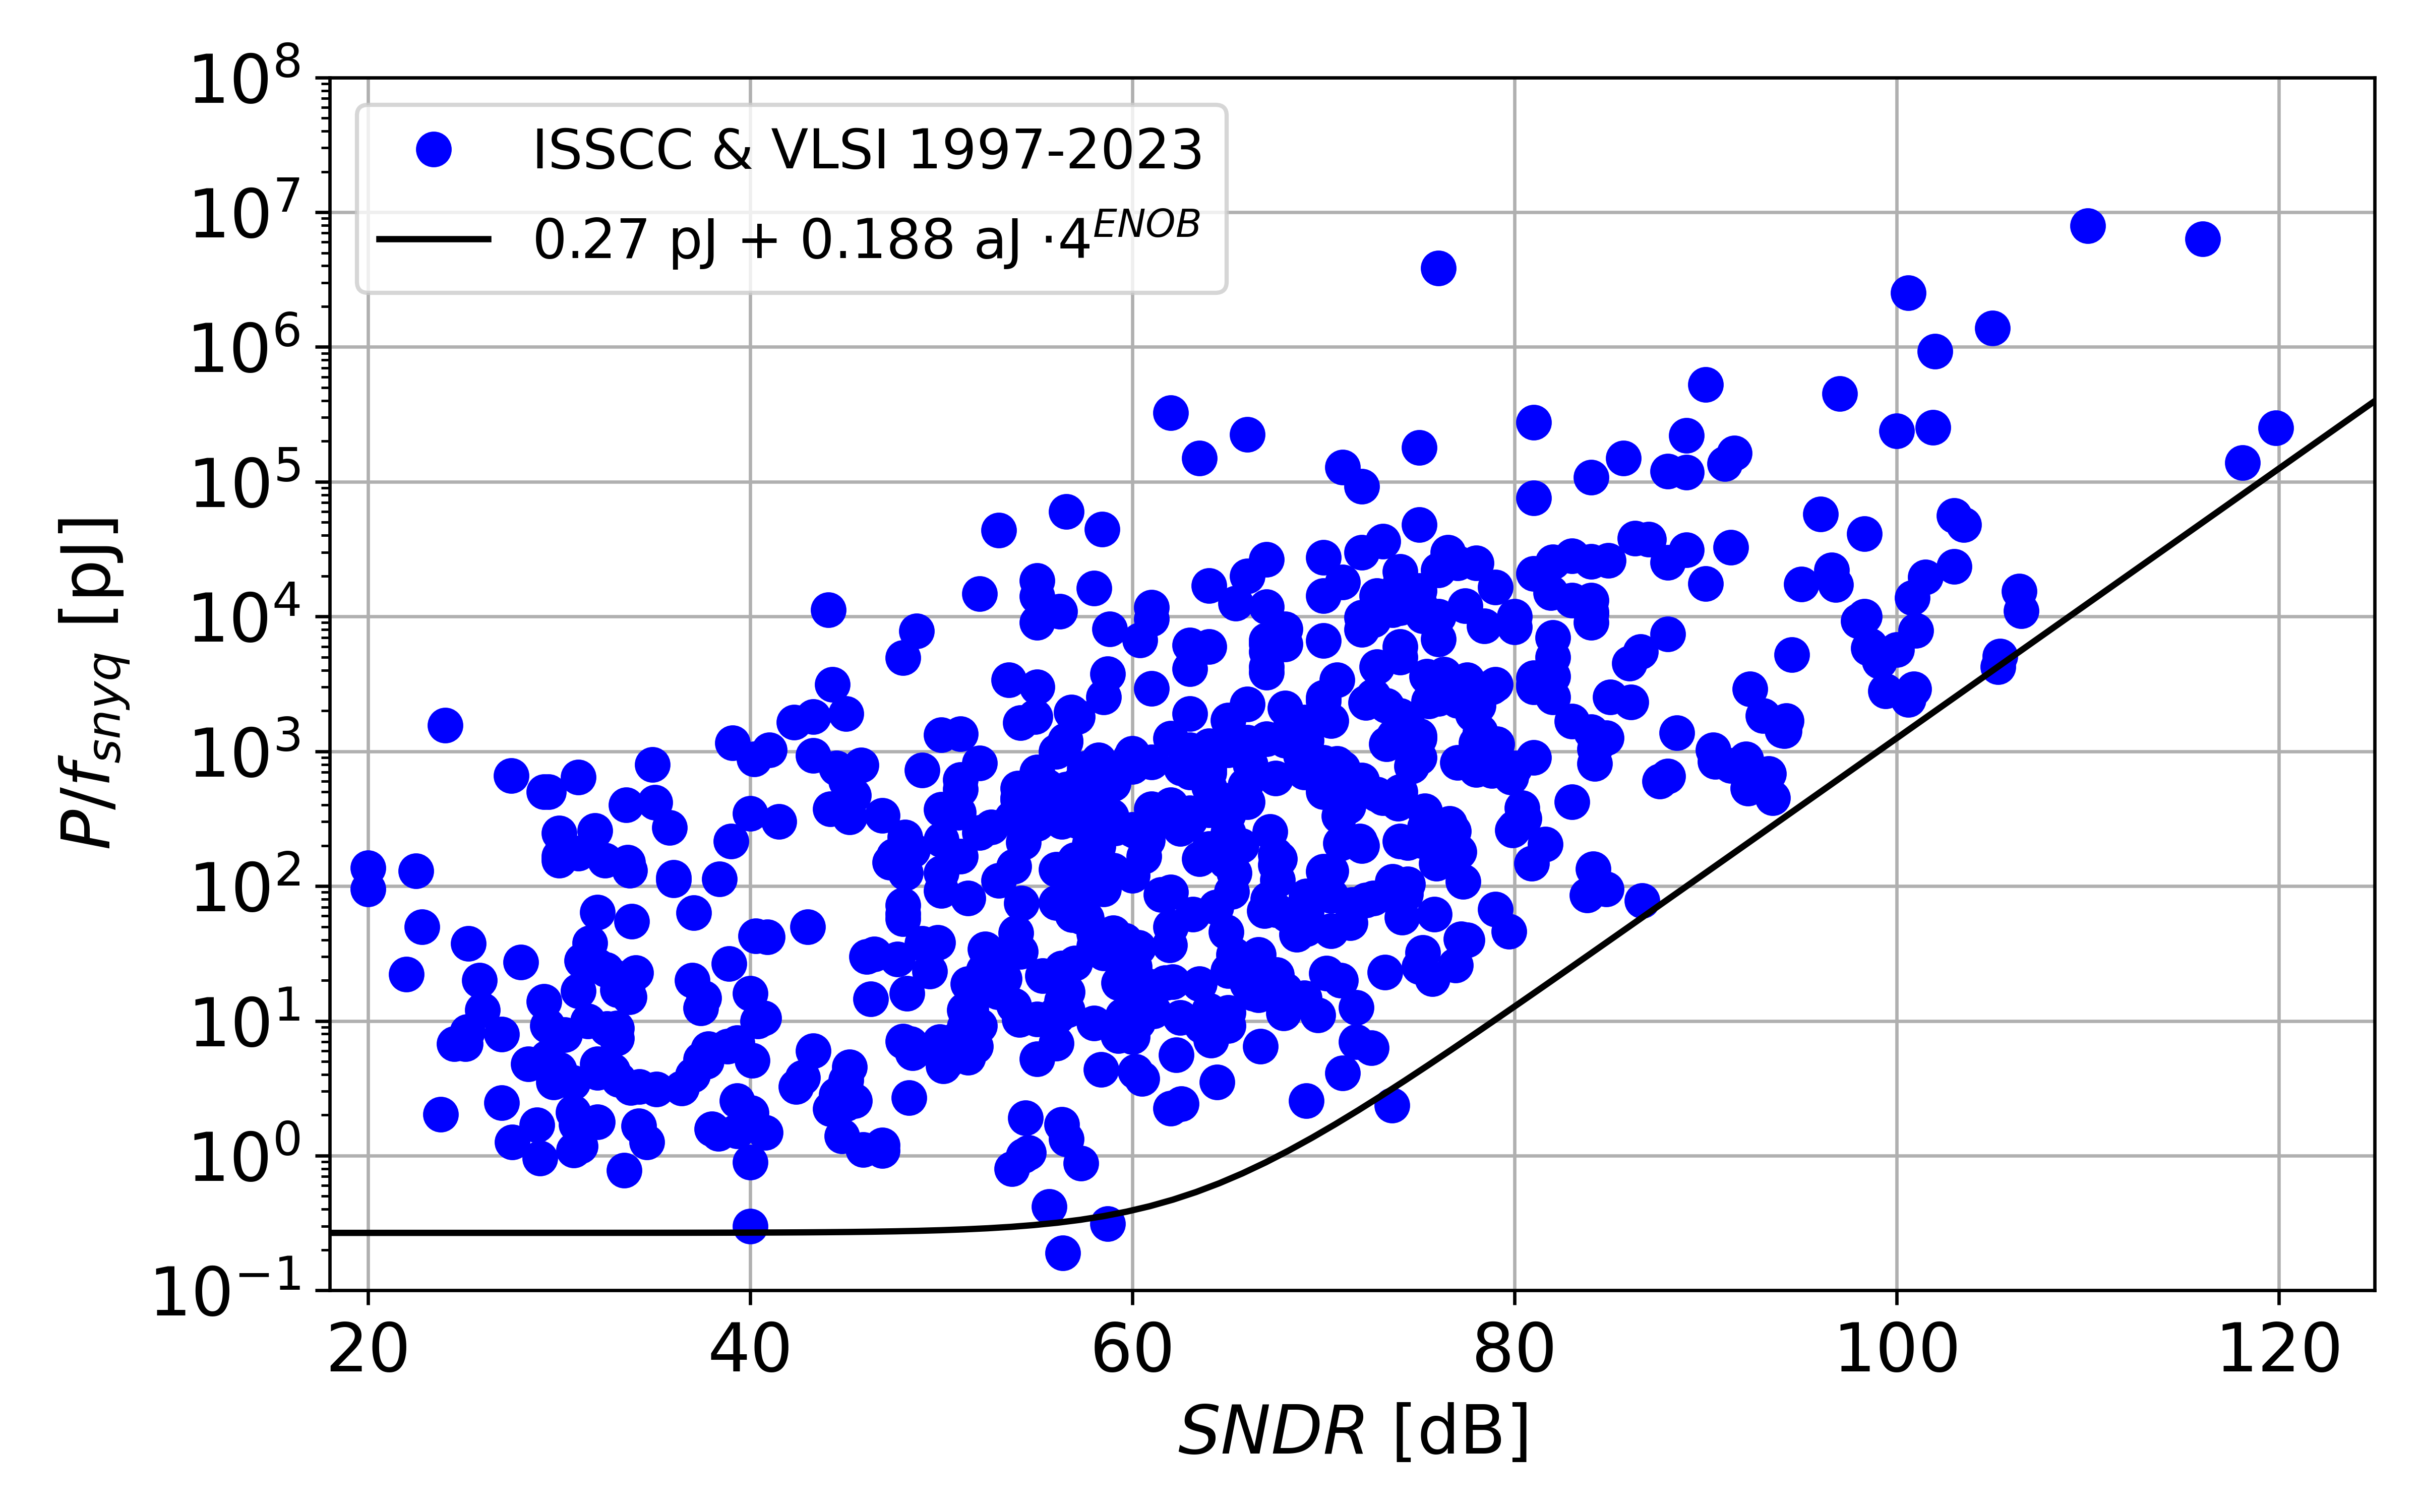 10^8
10^7
10^6
10^5
10^4
10^3
10^2
10^1
10^0
10^−1
P/f_snyq [pJ]
ISSCC & VLSI 1997-2023
0.27 pJ + 0.188 aJ ·4^ENOB
20 40 60 80 100 120
SNDR [dB]